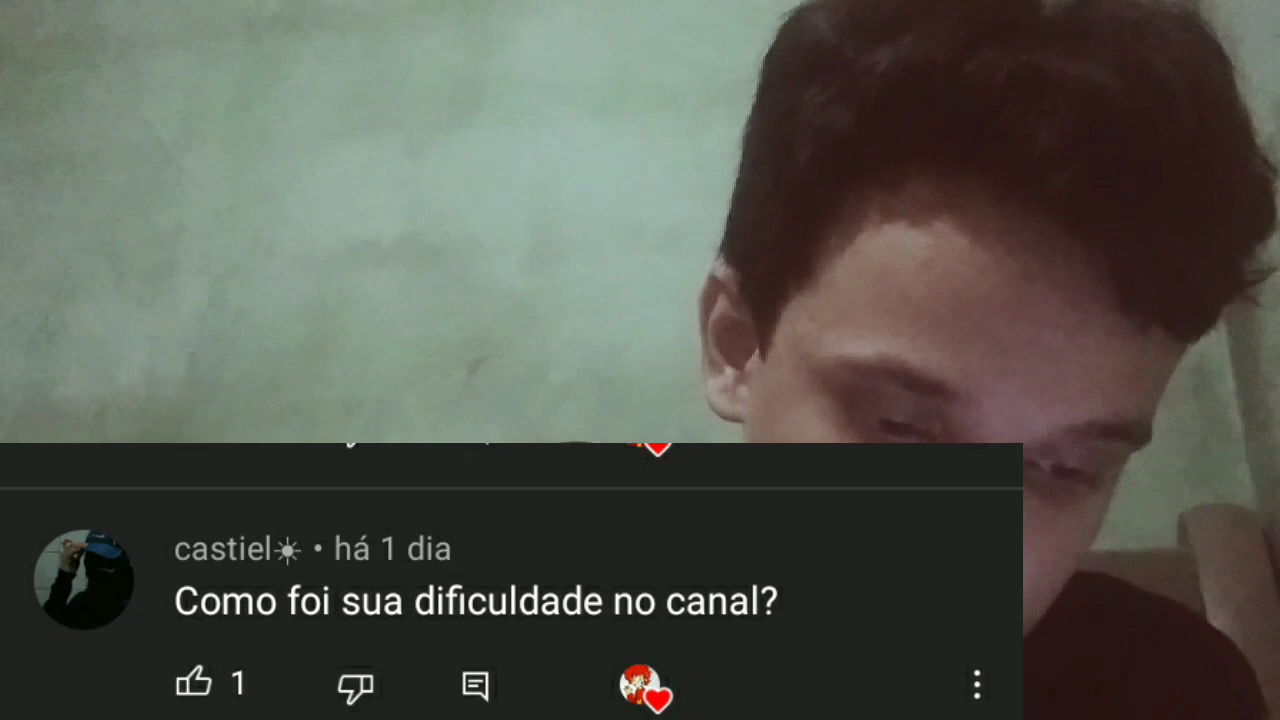 castiel☀ • há 1 dia
Como foi sua dificuldade no canal?
1